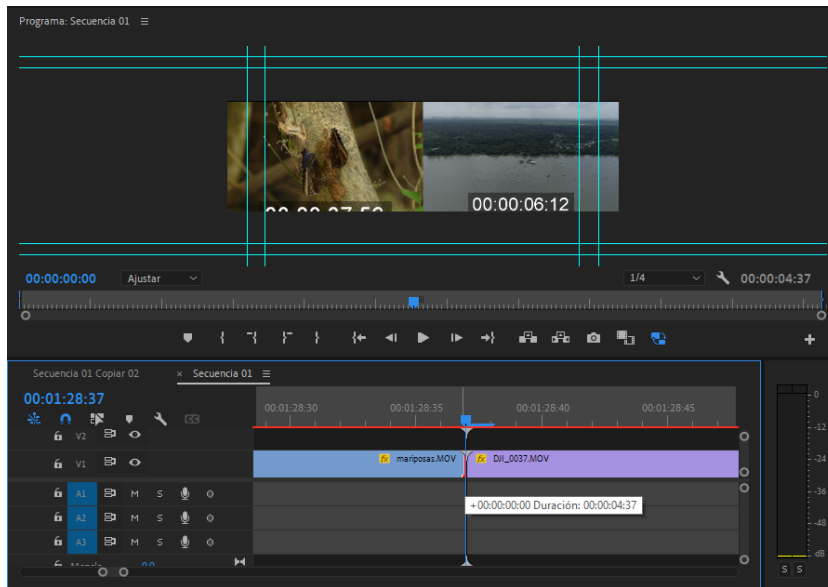 Programa: Secuencia 01
00:00:06:12
00:00:00:00 Ajustar 1/4 00:00:04:37
Secuencia 01 Copiar 02 × Secuencia 01
00:01:28:37
00:01:28:30 00:01:28:35 00:01:28:40 00:01:28:45
V2
V1 fx mariposas.MOV fx DJI_0037.MOV
A1 M S
+00:00:00:00 Duración: 00:00:04:37
A2 M S
A3 M S
0
-12
-24
-36
-48
dB
S S